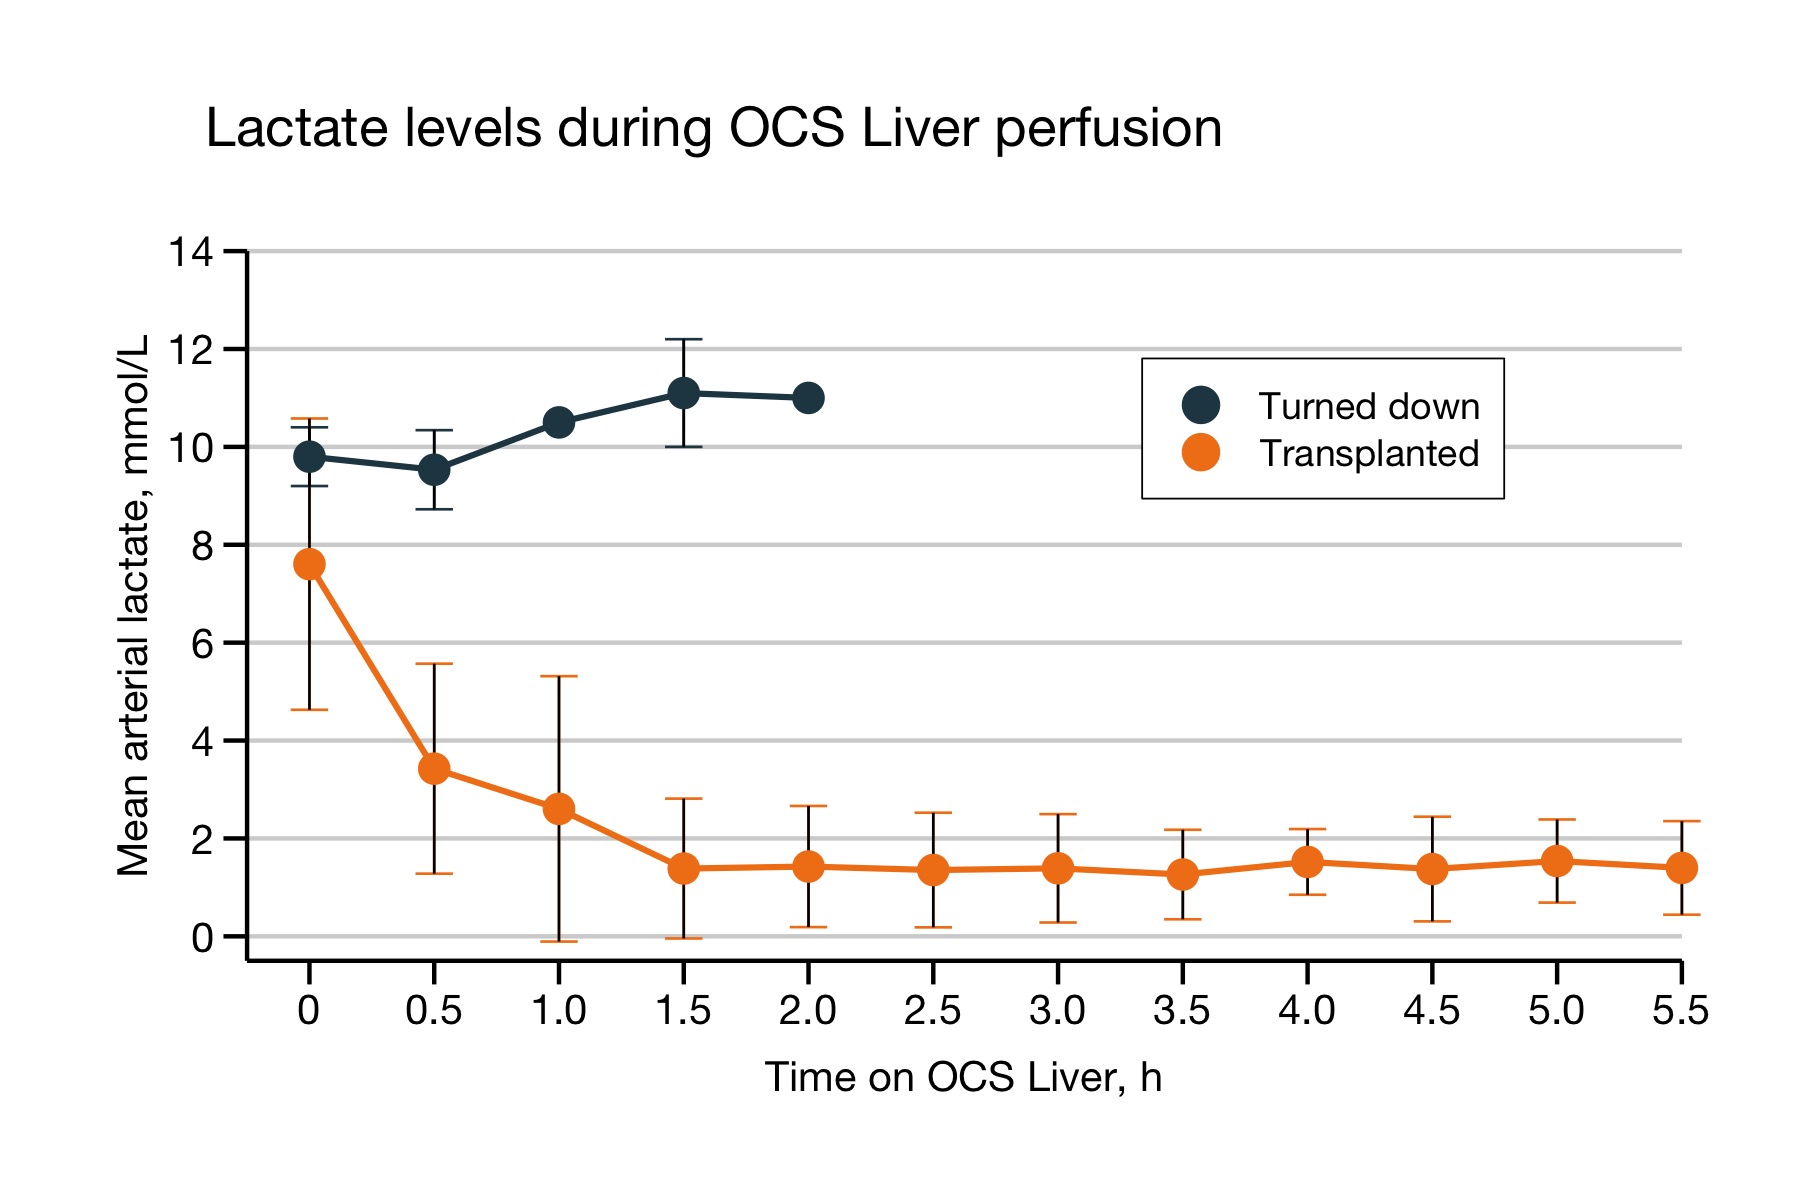 Lactate levels during OCS Liver perfusion
14
12
10
8
6
4
2
0
Mean arterial lactate, mmol/L
Turned down
Transplanted
0 0.5 1.0 1.5 2.0 2.5 3.0 3.5 4.0 4.5 5.0 5.5
Time on OCS Liver, h